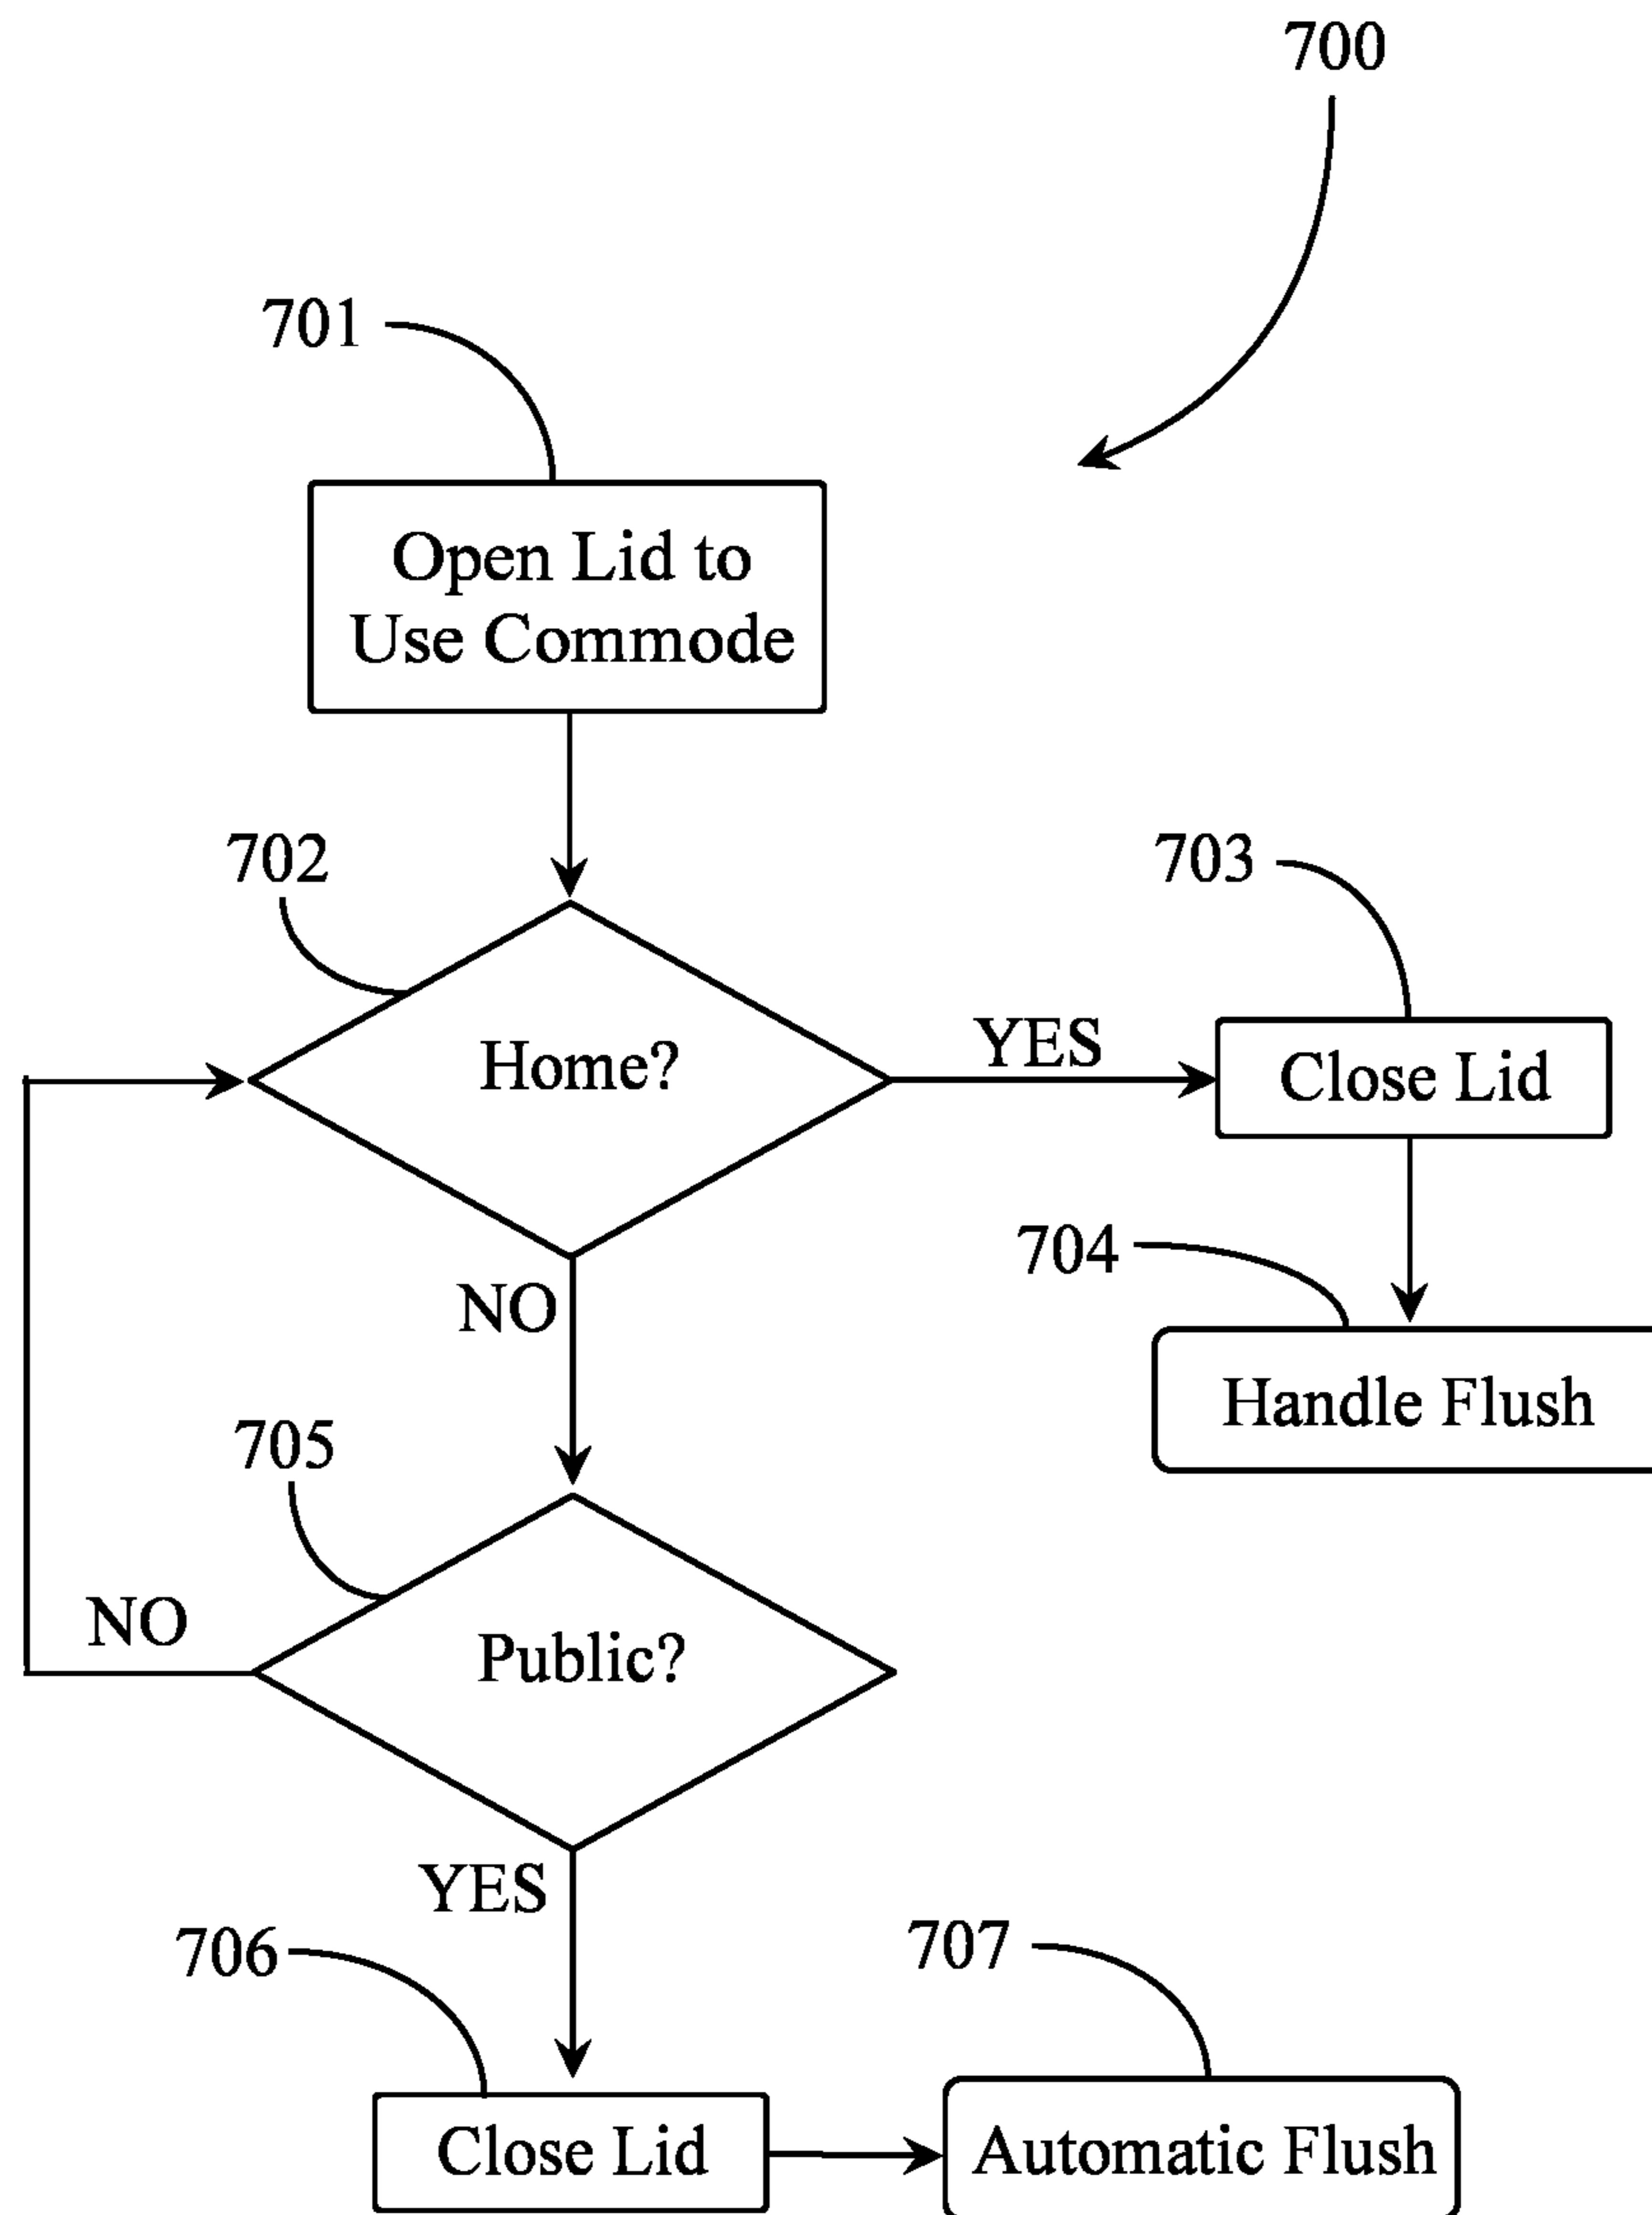 700
701
Open Lid to
Use Commode
702
703
Home?
YES
Close Lid
NO
704
Handle Flush
705
NO
Public?
YES
706
707
Close Lid
Automatic Flush